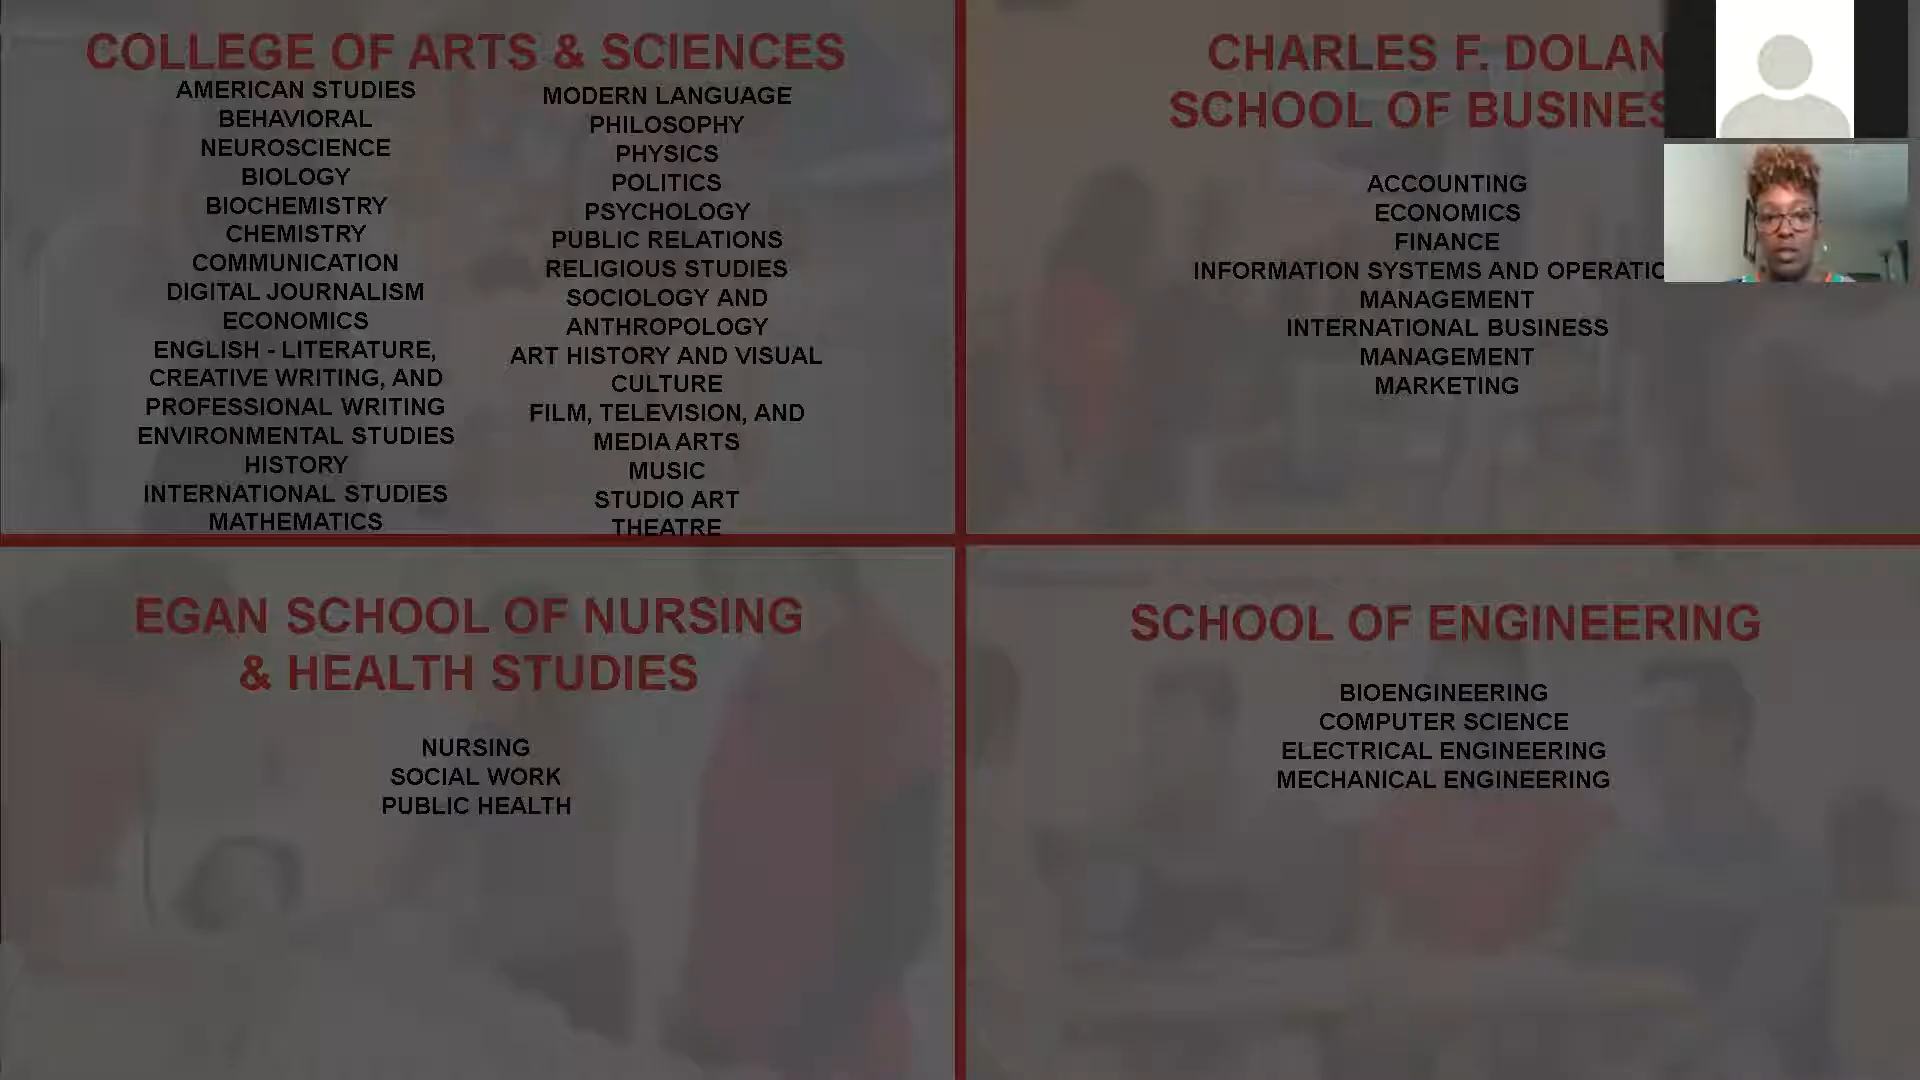 COLLEGE OF ARTS & SCIENCES
AMERICAN STUDIES
BEHAVIORAL
NEUROSCIENCE
BIOLOGY
BIOCHEMISTRY
CHEMISTRY
COMMUNICATION
DIGITAL JOURNALISM
ECONOMICS
ENGLISH - LITERATURE,
CREATIVE WRITING, AND
PROFESSIONAL WRITING
ENVIRONMENTAL STUDIES
HISTORY
INTERNATIONAL STUDIES
MATHEMATICS
MODERN LANGUAGE
PHILOSOPHY
PHYSICS
POLITICS
PSYCHOLOGY
PUBLIC RELATIONS
RELIGIOUS STUDIES
SOCIOLOGY AND
ANTHROPOLOGY
ART HISTORY AND VISUAL
CULTURE
FILM, TELEVISION, AND
MEDIA ARTS
MUSIC
STUDIO ART
THEATRE
CHARLES F. DOLAN
SCHOOL OF BUSINES
ACCOUNTING
ECONOMICS
FINANCE
INFORMATION SYSTEMS AND OPERATIO
MANAGEMENT
INTERNATIONAL BUSINESS
MANAGEMENT
MARKETING
EGAN SCHOOL OF NURSING
& HEALTH STUDIES
NURSING
SOCIAL WORK
PUBLIC HEALTH
SCHOOL OF ENGINEERING
BIOENGINEERING
COMPUTER SCIENCE
ELECTRICAL ENGINEERING
MECHANICAL ENGINEERING